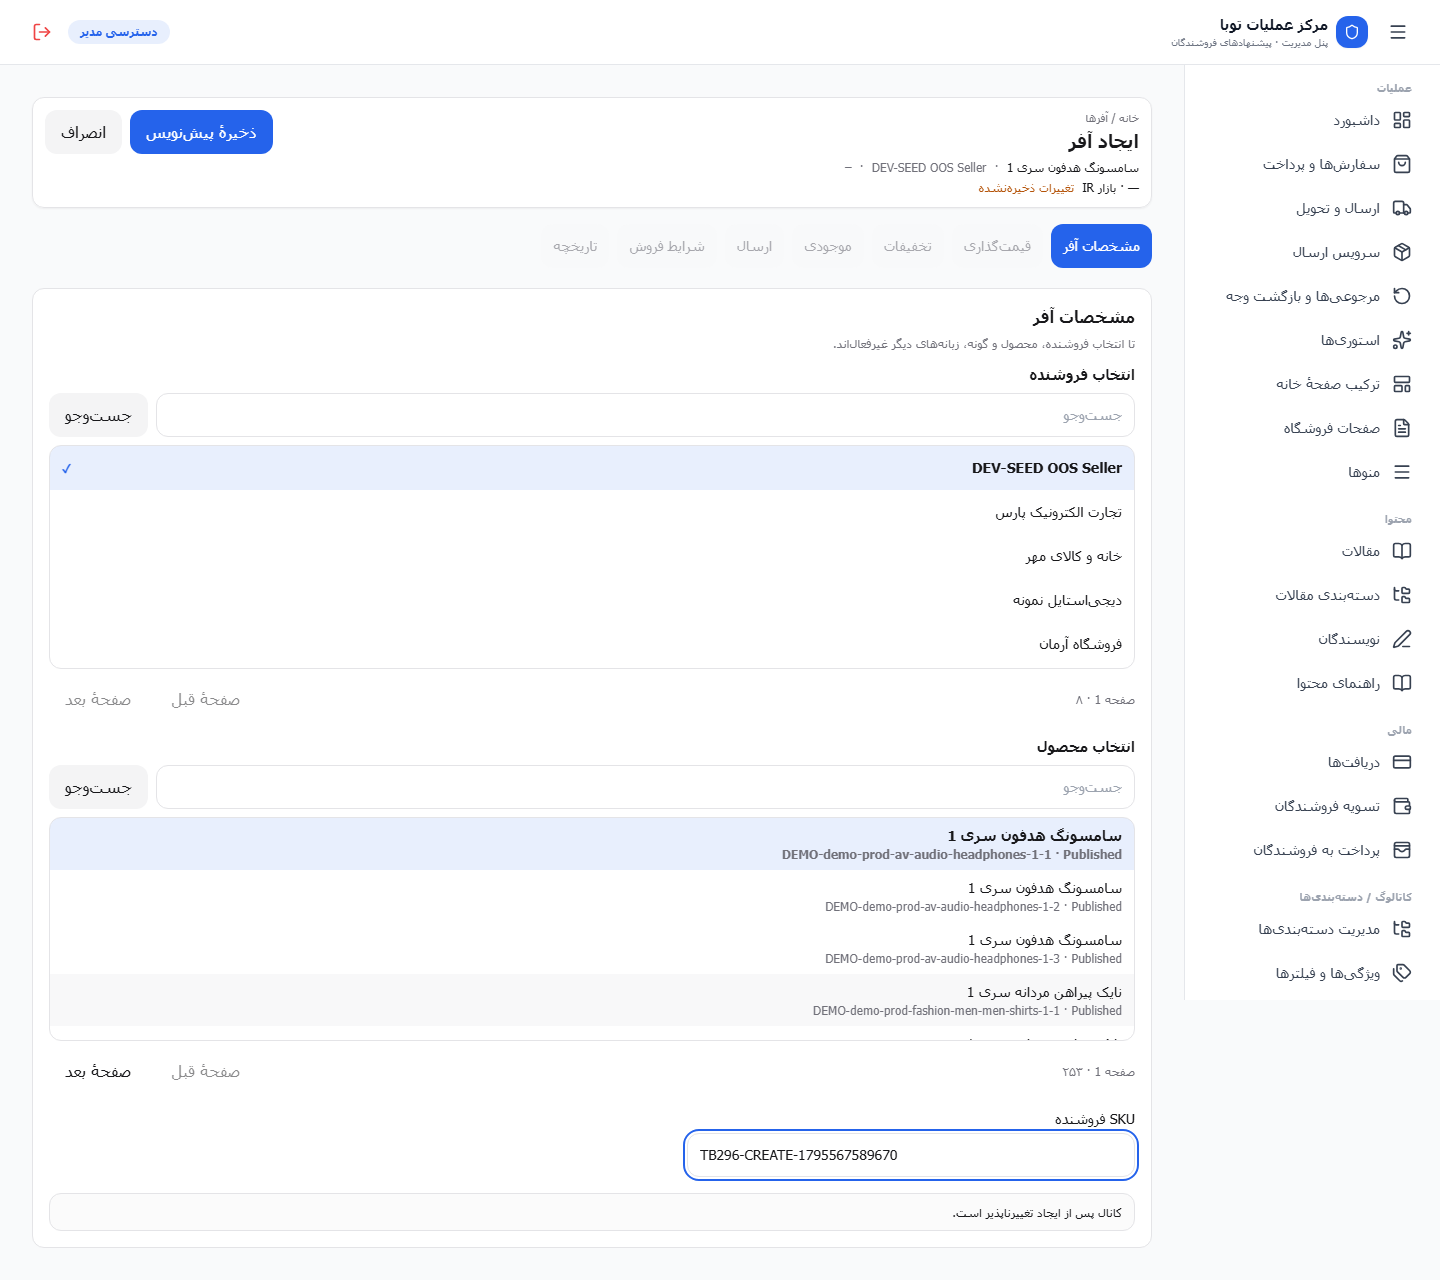 مرکز عملیات توبا
پنل مدیریت · پیشنهادهای فروشندگان
دسترسی مدیر
عملیات
داشبورد
سفارش‌ها و پرداخت
ارسال و تحویل
سرویس ارسال
مرجوعی‌ها و بازگشت وجه
استوری‌ها
ترکیب صفحهٔ خانه
صفحات فروشگاه
منوها
محتوا
مقالات
دسته‌بندی مقالات
نویسندگان
راهنمای محتوا
مالی
دریافت‌ها
تسویه فروشندگان
پرداخت به فروشندگان
کاتالوگ / دسته‌بندی‌ها
مدیریت دسته‌بندی‌ها
ویژگی‌ها و فیلترها
خانه / آفرها
ایجاد آفر
سامسونگ هدفون سری 1 · DEV-SEED OOS Seller · –
— · بازار IR تغییرات ذخیره‌نشده
ذخیرهٔ پیش‌نویس
انصراف
مشخصات آفر
قیمت‌گذاری
تخفیفات
موجودی
ارسال
شرایط فروش
تاریخچه
مشخصات آفر
تا انتخاب فروشنده، محصول و گونه، زبانه‌های دیگر غیرفعال‌اند.
انتخاب فروشنده
جست‌وجو
جست‌وجو
DEV-SEED OOS Seller ✓
تجارت الکترونیک پارس
خانه و کالای مهر
دیجی‌استایل نمونه
فروشگاه آرمان
صفحه 1 · ۸
صفحهٔ قبل
صفحهٔ بعد
انتخاب محصول
جست‌وجو
جست‌وجو
سامسونگ هدفون سری 1
DEMO-demo-prod-av-audio-headphones-1-1 · Published
سامسونگ هدفون سری 1
DEMO-demo-prod-av-audio-headphones-1-2 · Published
سامسونگ هدفون سری 1
DEMO-demo-prod-av-audio-headphones-1-3 · Published
نایک پیراهن مردانه سری 1
DEMO-demo-prod-fashion-men-men-shirts-1-1 · Published
صفحه 1 · ۲۵۳
صفحهٔ قبل
صفحهٔ بعد
SKU فروشنده
TB296-CREATE-1795567589670
کانال پس از ایجاد تغییرناپذیر است.